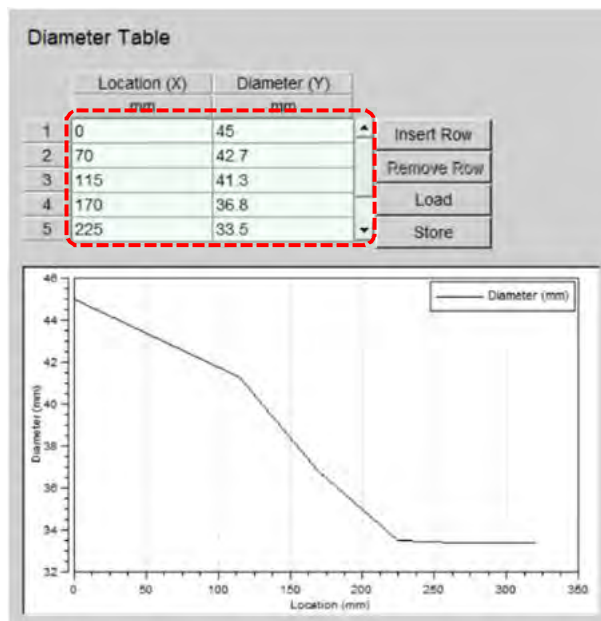 Diameter Table
Location (X) Diameter (Y)
mm mm
1 0 45 Insert Row
2 70 42.7 Remove Row
3 115 41.3
4 170 36.8 Load
5 225 33.5 Store
Diameter (mm)
46
44
42
40
38
36
34
32
Diameter (mm)
0 50 100 150 200 250 300 350
Location (mm)